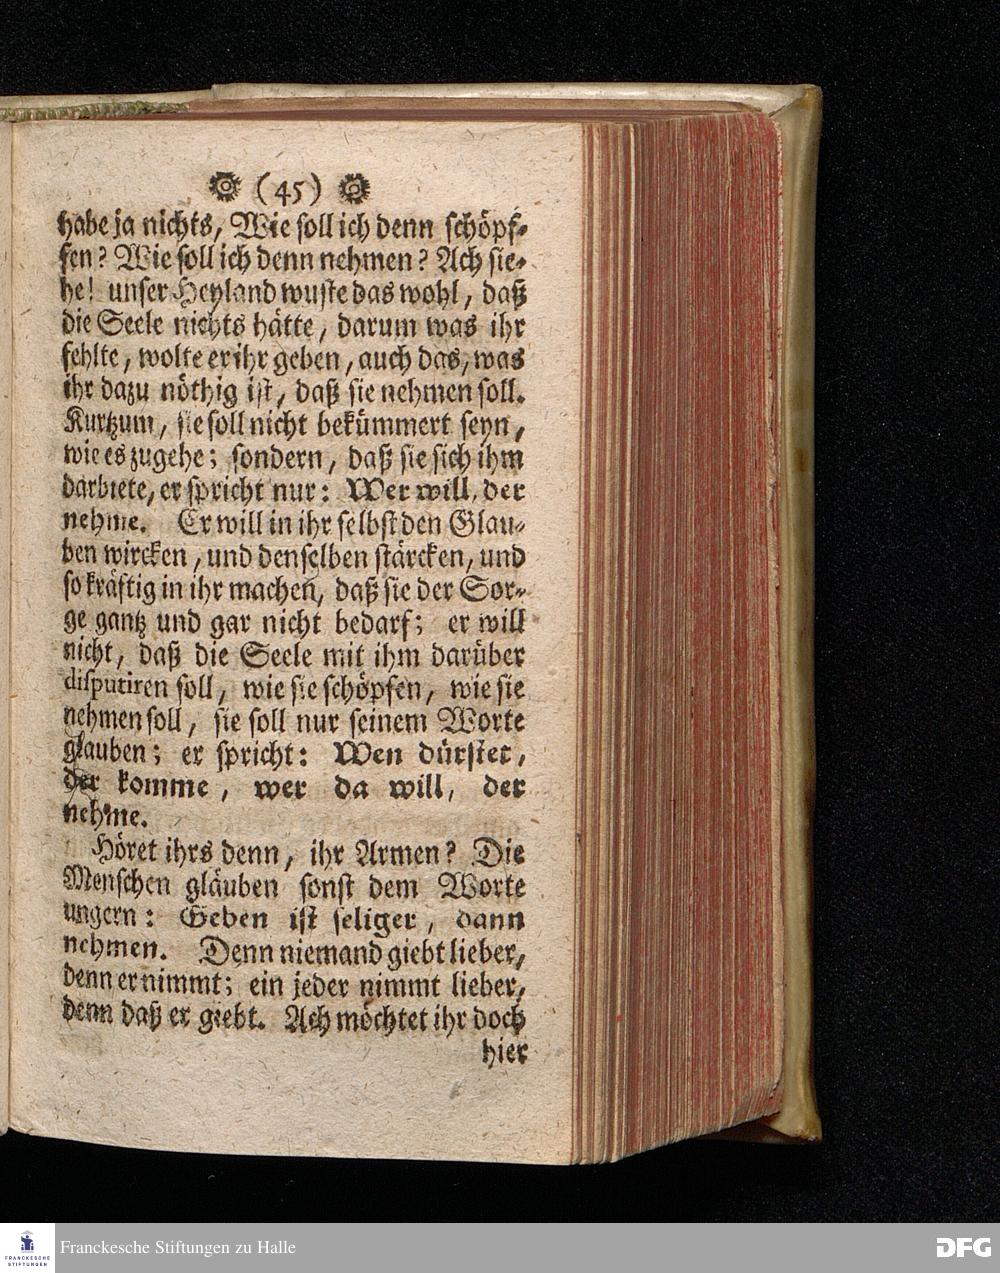 (45)
habe ja nichts, Wie soll ich denn schöpf-
fen? Wie soll ich denn nehmen? Ach sie-
he! unser Heyland wuste das wohl, daß
die Seele nichts hätte, darum was ihr
fehlte, wolte er ihr geben, auch das, was
ihr dazu nöthig ist, daß sie nehmen soll.
Kurtzum, sie soll nicht bekümmert seyn,
wie es zugehe; sondern, daß sie sich ihm
darbiete, er spricht nur: Wer will, der
nehme. Er will in ihr selbst den Glau-
ben wircken, und denselben stärcken, und
so kräftig in ihr machen, daß sie der Sor-
ge gantz und gar nicht bedarf; er will
nicht, daß die Seele mit ihm darüber
disputiren soll, wie sie schöpfen, wie sie
nehmen soll, sie soll nur seinem Worte
glauben; er spricht: Wen dürstet,
der komme, wer da will, der
nehme.
Höret ihrs denn, ihr Armen? Die
Menschen gläuben sonst dem Worte
ungern: Geben ist seliger, dann
nehmen. Denn niemand giebt lieber,
denn er nimmt; ein jeder nimmt lieber,
denn daß er giebt. Ach möchtet ihr doch
hier
FRANCKESCHE
STIFTUNGEN
Franckesche Stiftungen zu Halle
DFG